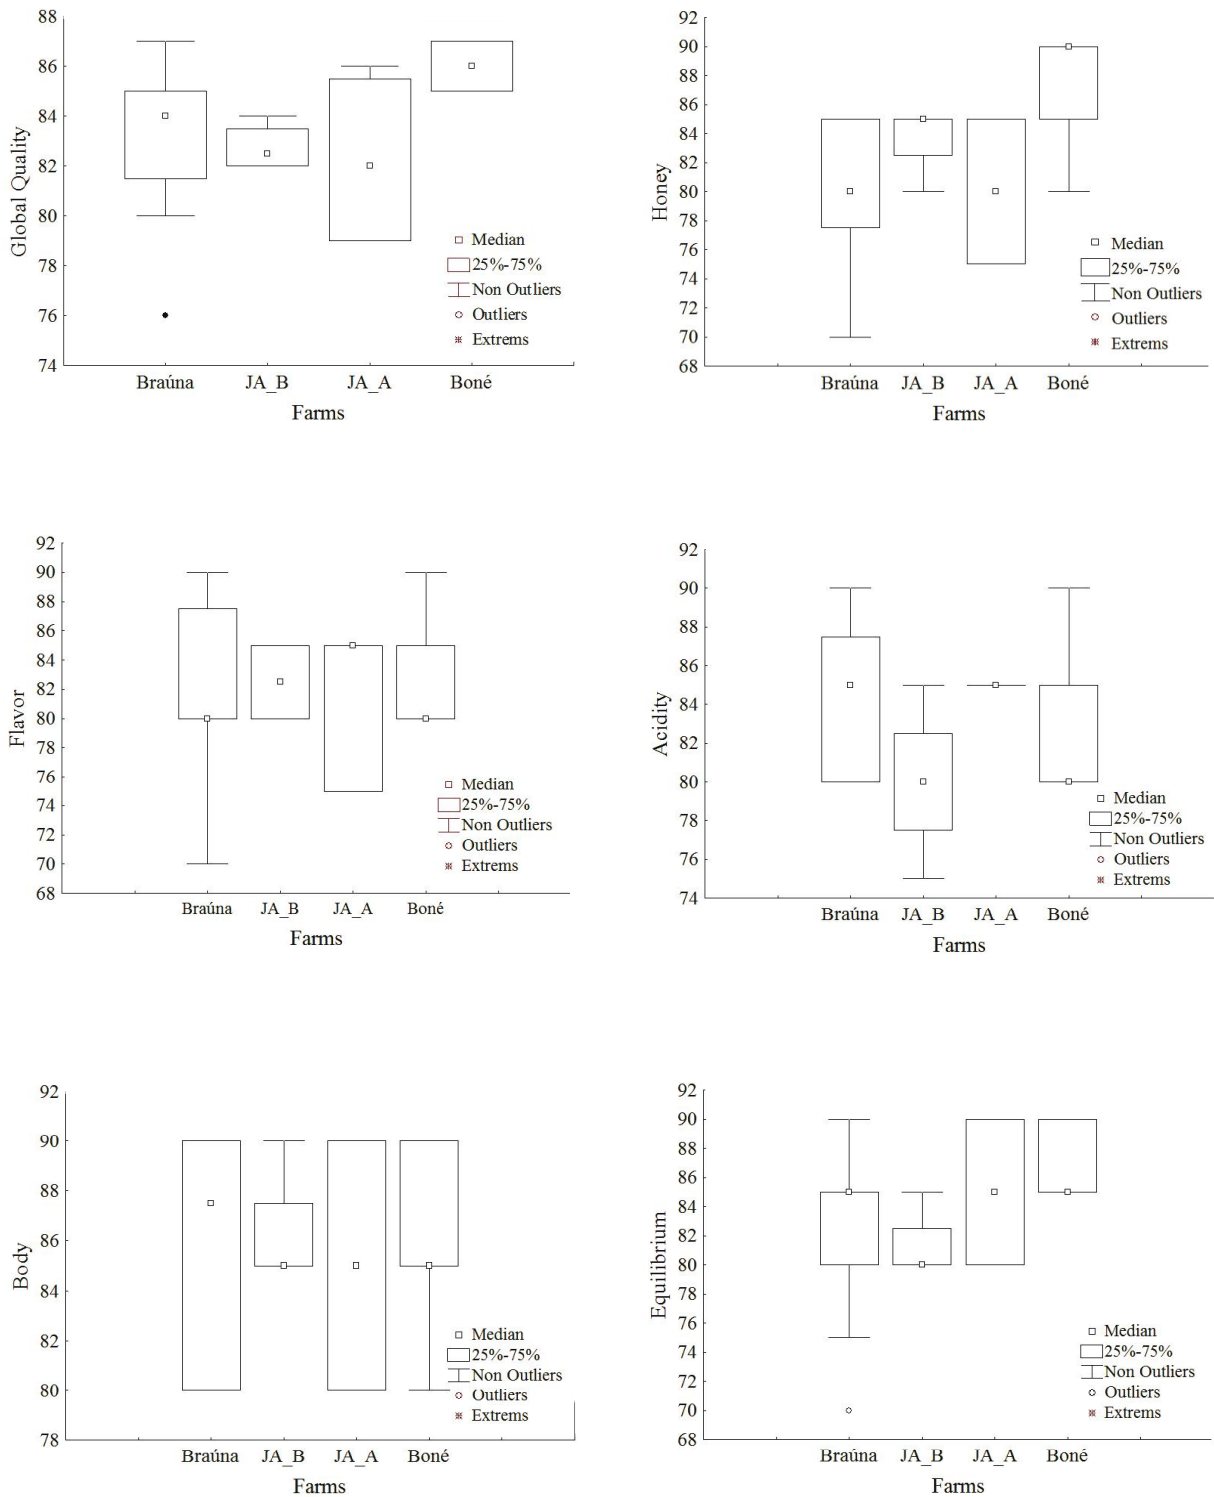 88
86
84
82
80
78
76
74
Global Quality
Median
25%-75%
Non Outliers
Outliers
Extrems
Braúna JA_B JA_A Boné
Farms
92
90
88
86
84
82
80
78
76
74
72
70
68
Honey
Median
25%-75%
Non Outliers
Outliers
Extrems
Braúna JA_B JA_A Boné
Farms
92
90
88
86
84
82
80
78
76
74
72
70
68
Flavor
Median
25%-75%
Non Outliers
Outliers
Extrems
Braúna JA_B JA_A Boné
Farms
92
90
88
86
84
82
80
78
76
74
Acidity
Median
25%-75%
Non Outliers
Outliers
Extrems
Braúna JA_B JA_A Boné
Farms
92
90
88
86
84
82
80
78
Body
Median
25%-75%
Non Outliers
Outliers
Extrems
Braúna JA_B JA_A Boné
Farms
92
90
88
86
84
82
80
78
76
74
72
70
68
Equilibrium
Median
25%-75%
Non Outliers
Outliers
Extrems
Braúna JA_B JA_A Boné
Farms